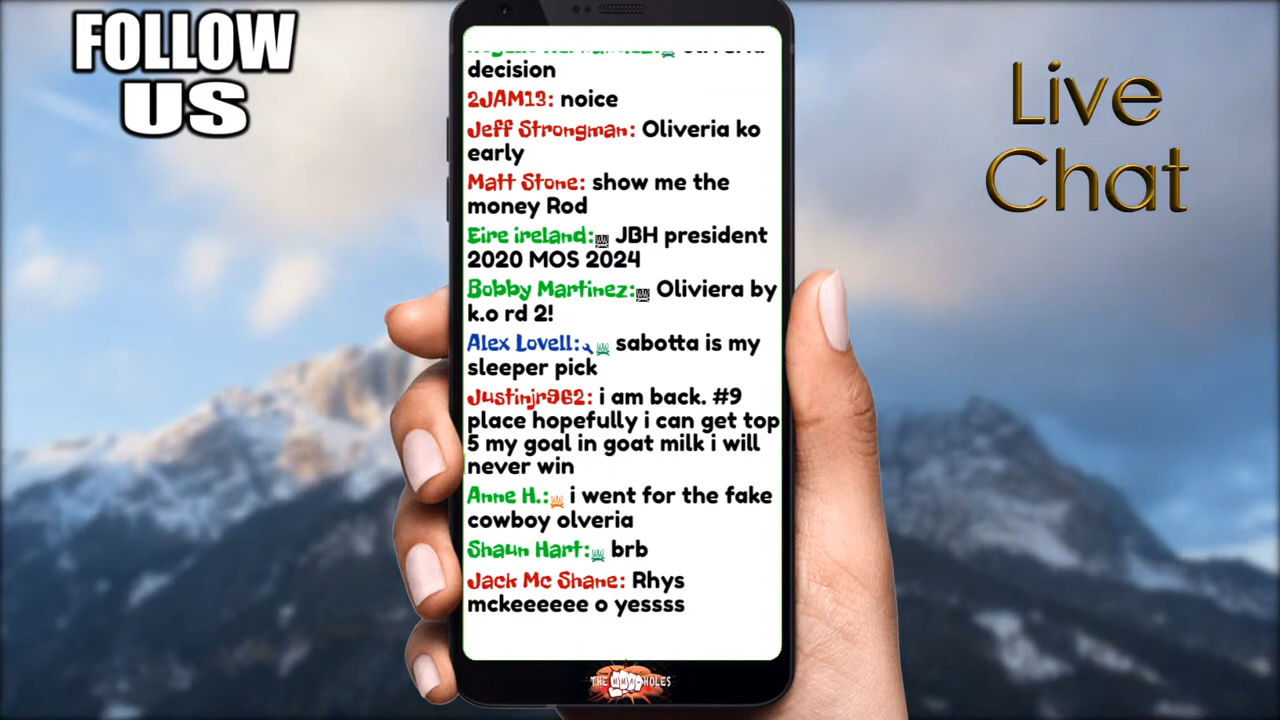 FOLLOW
US
Live
Chat
decision
2JAM13: noice
Jeff Strongman: Oliveria ko
early
Matt Stone: show me the
money Rod
Eire ireland: JBH president
2020 MOS 2024
Bobby Martinez: Oliviera by
k.o rd 2!
Alex Lovell: sabotta is my
sleeper pick
Justinjr962: i am back. #9
place hopefully i can get top
5 my goal in goat milk i will
never win
Anne H.: i went for the fake
cowboy olveria
Shaun Hart: brb
Jack Mc Shane: Rhys
mckeeeeee o yessss
THE MMA-HOLES